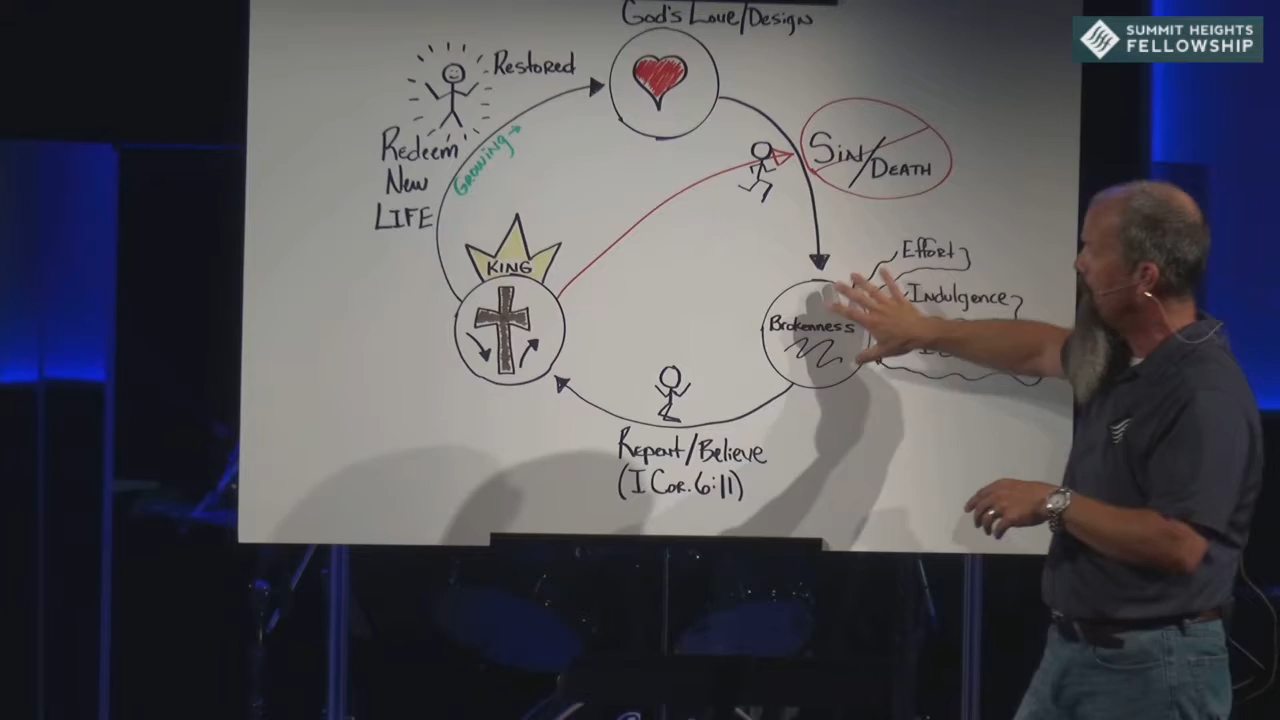 SUMMIT HEIGHTS
FELLOWSHIP
God's Love/Design
Restored
Redeem
New
LIFE
GROWING
SIN/DEATH
KING
Effort
Indulgence
Brokenness
Repent/Believe
(I Cor. 6:11)